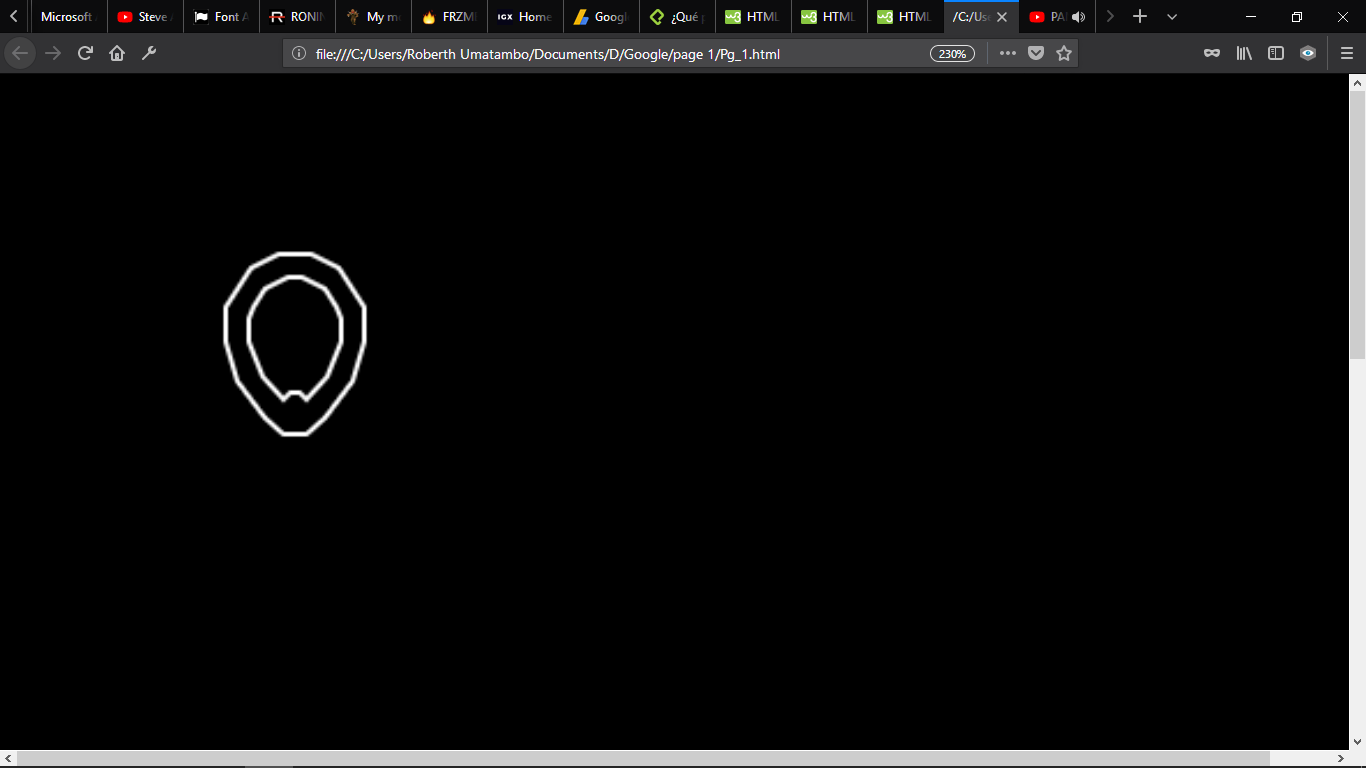 Microsoft Steve Font A RONIN My m FRZM IGX Home Googl ¿Qué HTML HTML HTML /C:/Use PA
file:///C:/Users/Roberth Umatambo/Documents/D/Google/page 1/Pg_1.html 230%